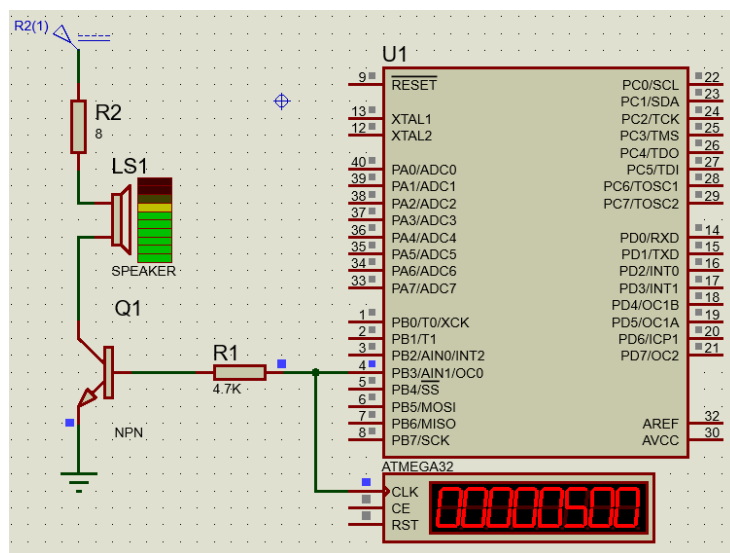 R2(1)
R2
8
LS1
SPEAKER
Q1
NPN
R1
4.7K
U1
9 RESET
13 XTAL1
12 XTAL2
40 PA0/ADC0
39 PA1/ADC1
38 PA2/ADC2
37 PA3/ADC3
36 PA4/ADC4
35 PA5/ADC5
34 PA6/ADC6
33 PA7/ADC7
1 PB0/T0/XCK
2 PB1/T1
3 PB2/AIN0/INT2
4 PB3/AIN1/OC0
5 PB4/SS
6 PB5/MOSI
7 PB6/MISO
8 PB7/SCK
PC0/SCL 22
PC1/SDA 23
PC2/TCK 24
PC3/TMS 25
PC4/TDO 26
PC5/TDI 27
PC6/TOSC1 28
PC7/TOSC2 29
PD0/RXD 14
PD1/TXD 15
PD2/INT0 16
PD3/INT1 17
PD4/OC1B 18
PD5/OC1A 19
PD6/ICP1 20
PD7/OC2 21
AREF 32
AVCC 30
ATMEGA32
CLK
CE
RST
00000500